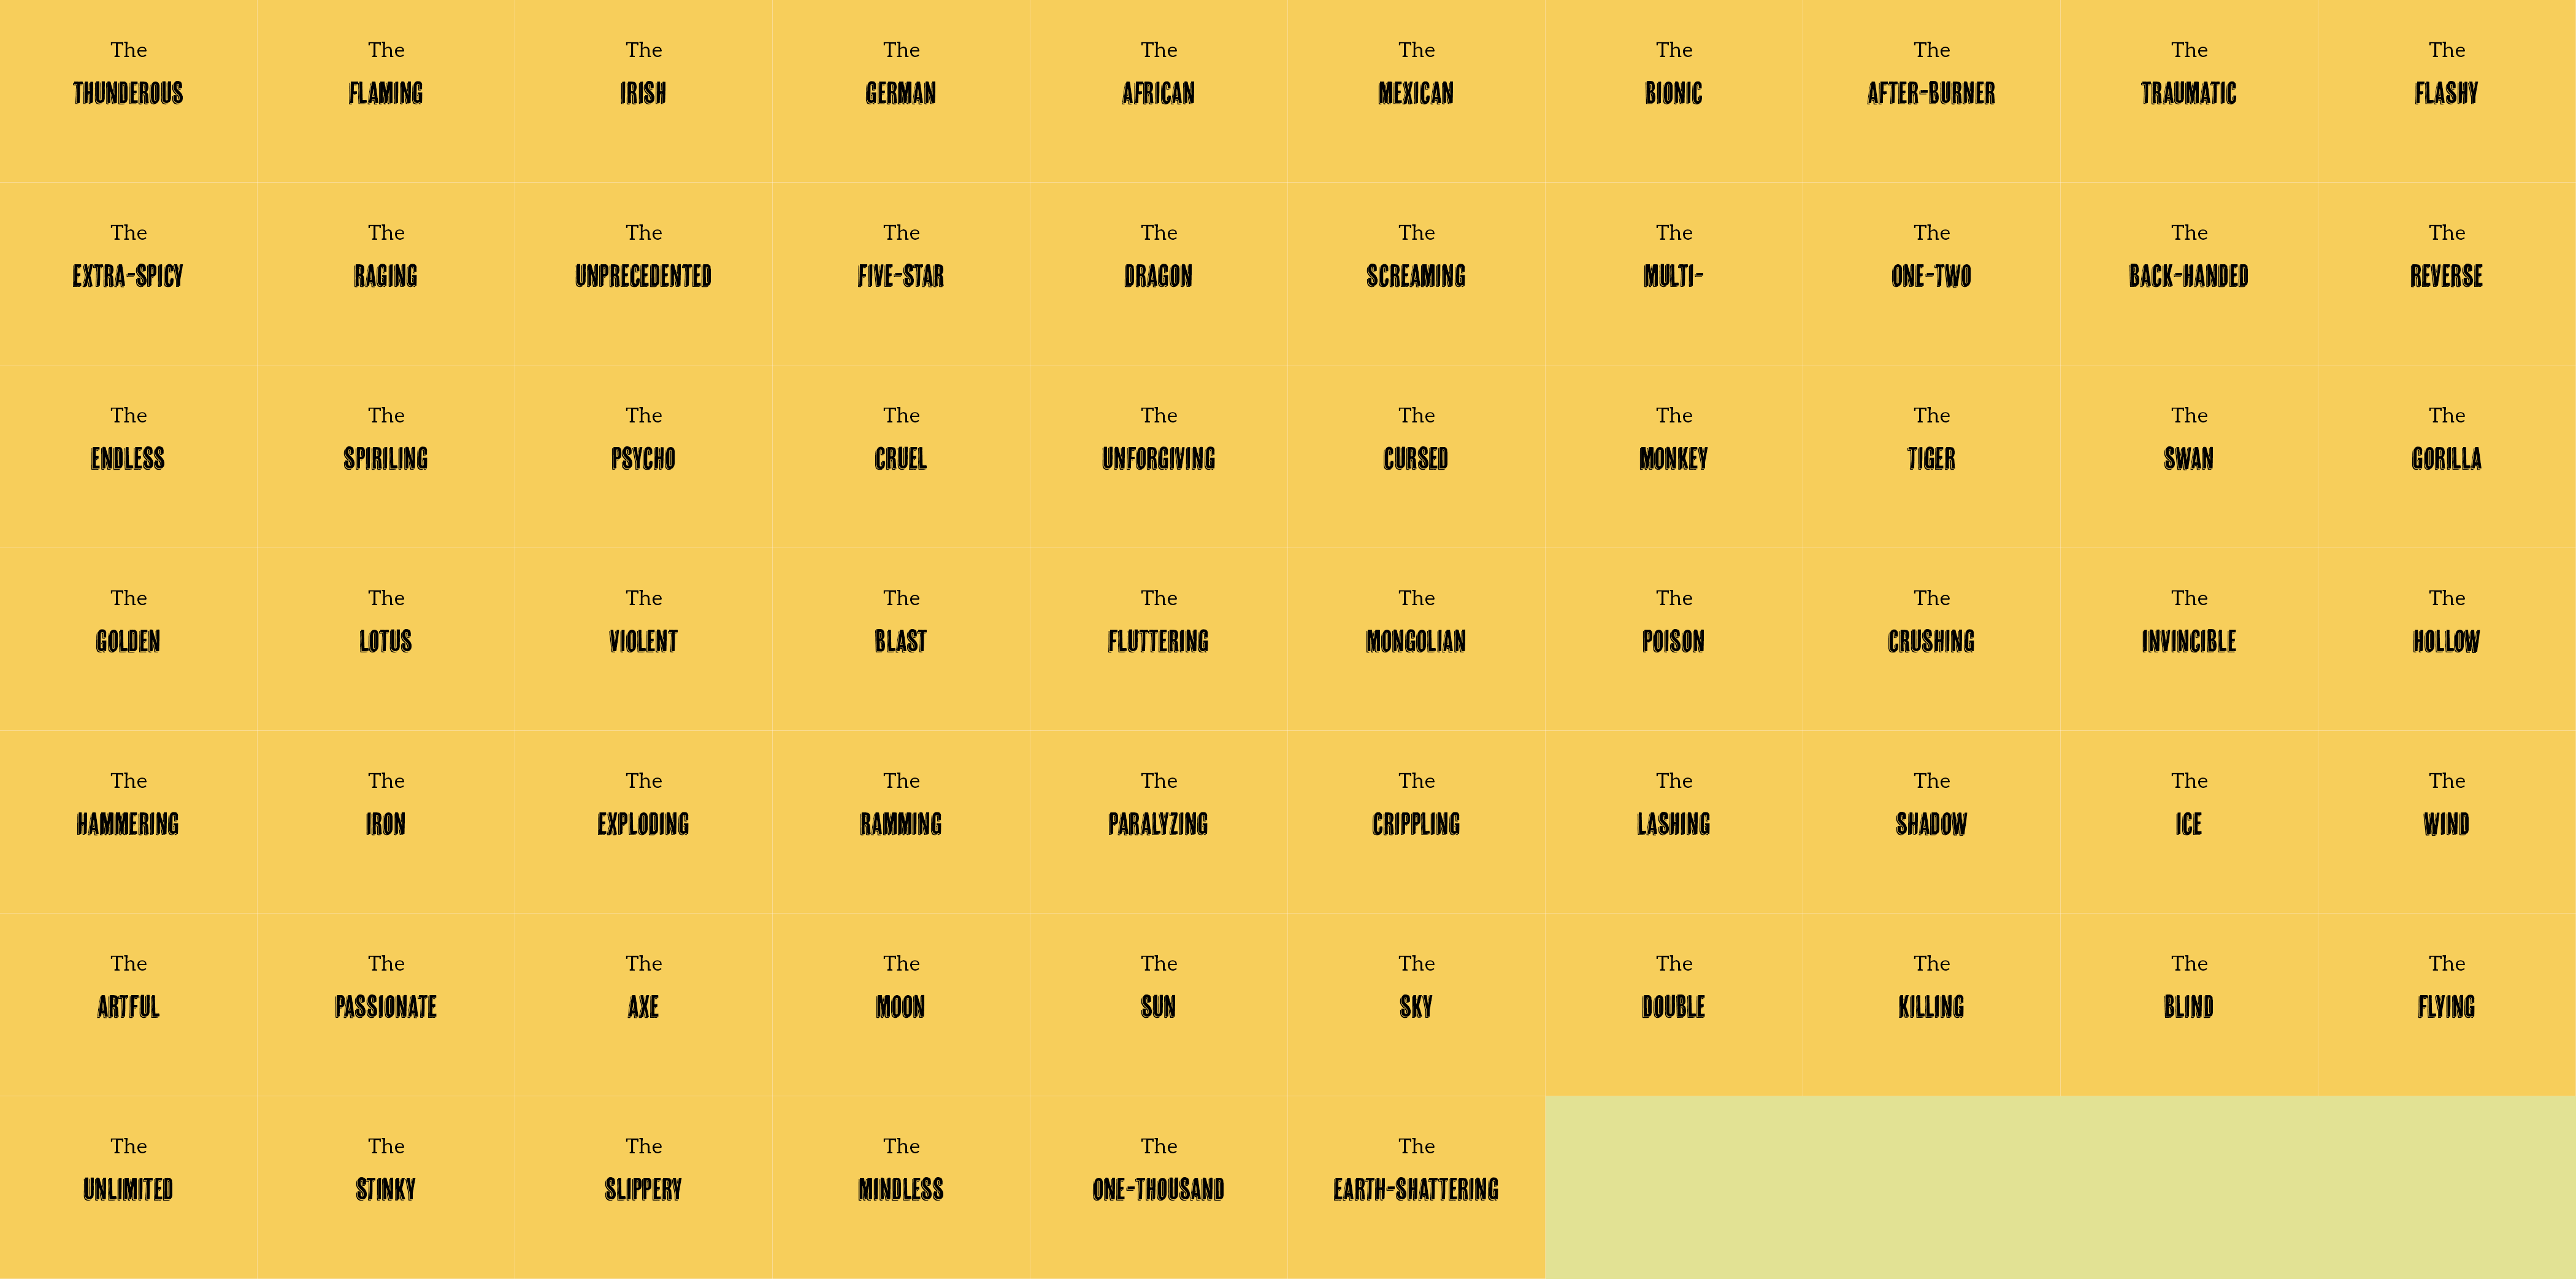 The The The The The The The The The The
THUNDEROUS FLAMING IRISH GERMAN AFRICAN MEXICAN BIONIC AFTER-BURNER TRAUMATIC FLASHY
The The The The The The The The The The
EXTRA-SPICY RAGING UNPRECEDENTED FIVE-STAR DRAGON SCREAMING MULTI- ONE-TWO BACK-HANDED REVERSE
The The The The The The The The The The
ENDLESS SPIRILING PSYCHO CRUEL UNFORGIVING CURSED MONKEY TIGER SWAN GORILLA
The The The The The The The The The The
GOLDEN LOTUS VIOLENT BLAST FLUTTERING MONGOLIAN POISON CRUSHING INVINCIBLE HOLLOW
The The The The The The The The The The
HAMMERING IRON EXPLODING RAMMING PARALYZING CRIPPLING LASHING SHADOW ICE WIND
The The The The The The The The The The
ARTFUL PASSIONATE AXE MOON SUN SKY DOUBLE KILLING BLIND FLYING
The The The The The The
UNLIMITED STINKY SLIPPERY MINDLESS ONE-THOUSAND EARTH-SHATTERING